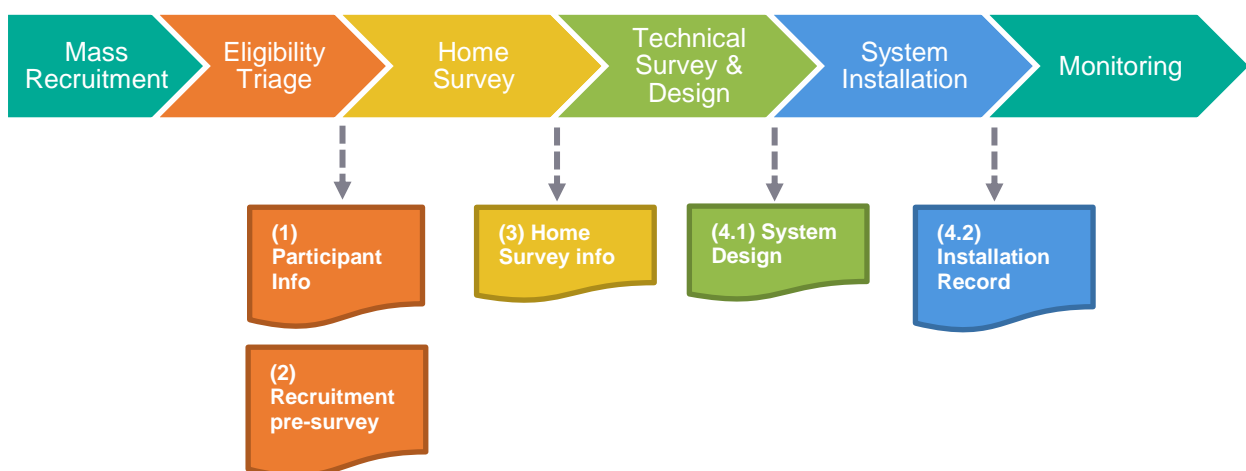 Mass
Recruitment
Eligibility
Triage
Home
Survey
Technical
Survey &
Design
System
Installation
Monitoring
(1)
Participant
Info
(3) Home
Survey info
(4.1) System
Design
(4.2)
Installation
Record
(2)
Recruitment
pre-survey